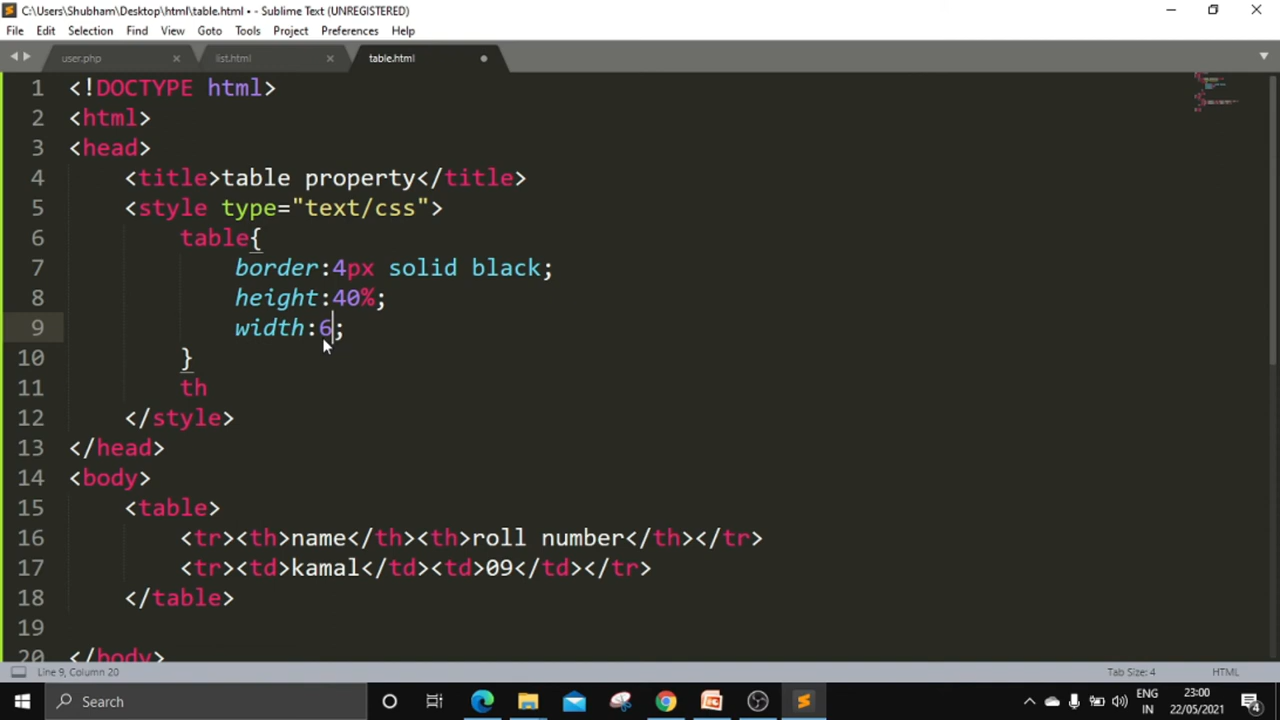 C:\Users\Shubham\Desktop\html\table.html • - Sublime Text (UNREGISTERED)
File Edit Selection Find View Goto Tools Project Preferences Help
user.php list.html table.html
1 <!DOCTYPE html>
2 <html>
3 <head>
4 <title>table property</title>
5 <style type="text/css">
6 table{
7 border:4px solid black;
8 height:40%;
9 width:6;
10 }
11 th
12 </style>
13 </head>
14 <body>
15 <table>
16 <tr><th>name</th><th>roll number</th></tr>
17 <tr><td>kamal</td><td>09</td></tr>
18 </table>
19
20 </body>
Line 9, Column 20 Tab Size: 4 HTML
Search ENG 23:00
IN 22/05/2021 4